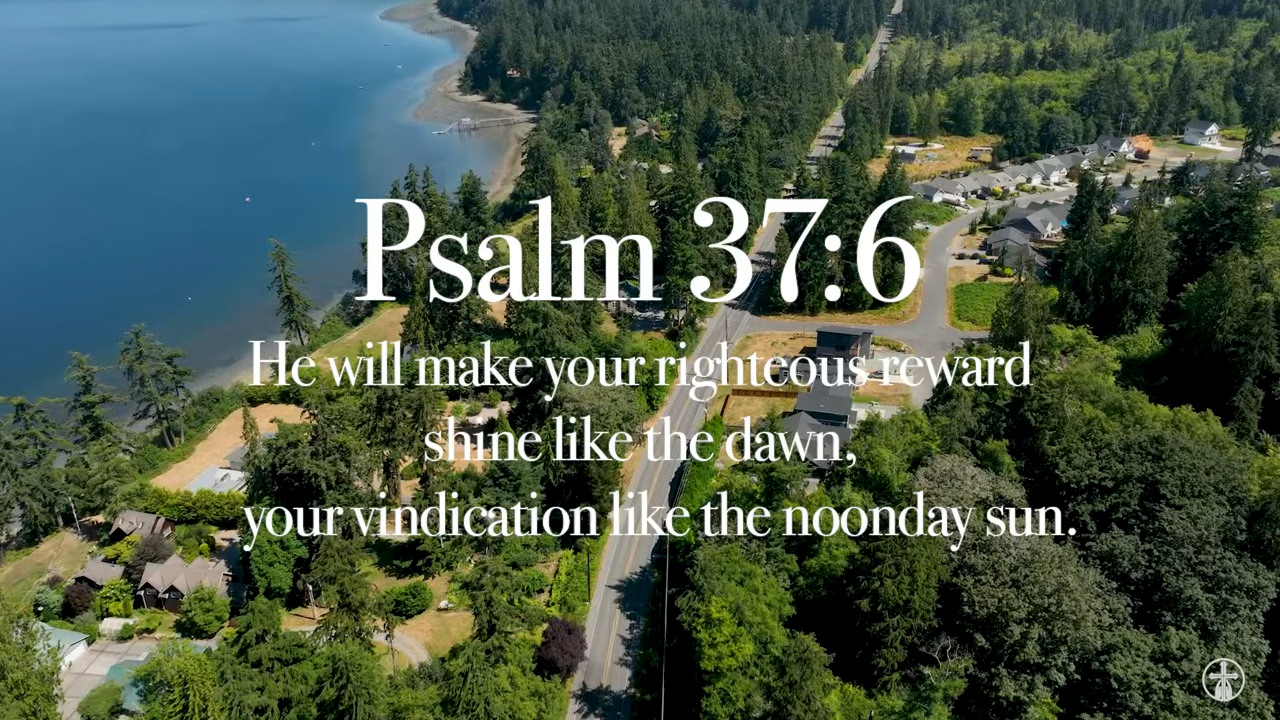 Psalm 37:6
He will make your righteous reward
shine like the dawn,
your vindication like the noonday sun.